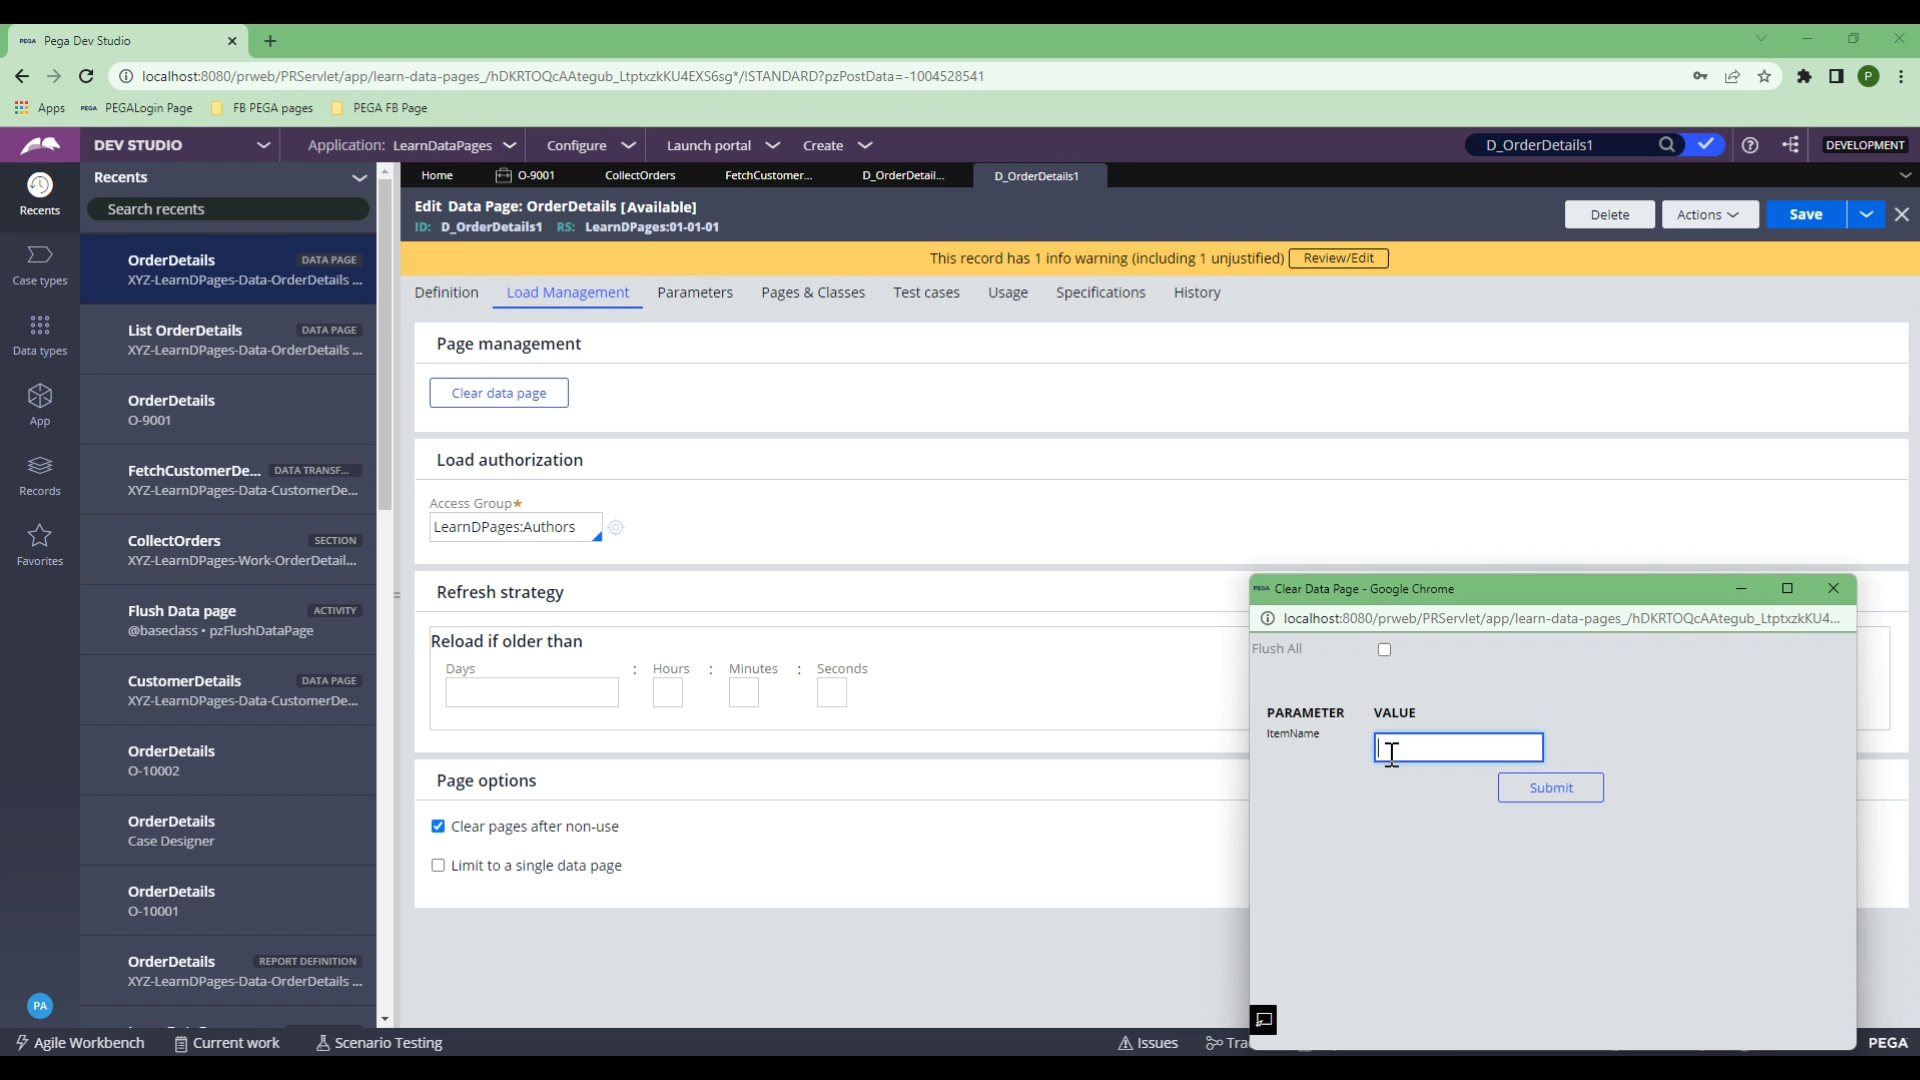 PEGA Pega Dev Studio
localhost:8080/prweb/PRServlet/app/learn-data-pages_/hDKRTOQcAAtegub_LtptxzkKU4EXS6sg*/!STANDARD?pzPostData=-1004528541
P
Apps PEGA PEGALogin Page FB PEGA pages PEGA FB Page
DEV STUDIO Application: LearnDataPages Configure Launch portal Create D_OrderDetails1 DEVELOPMENT
Recents
Search recents
Recents
Case types
Data types
App
Records
Favorites
PA
OrderDetails DATA PAGE
XYZ-LearnDPages-Data-OrderDetails ...
List OrderDetails DATA PAGE
XYZ-LearnDPages-Data-OrderDetails ...
OrderDetails
O-9001
FetchCustomerDe... DATA TRANSF...
XYZ-LearnDPages-Data-CustomerDe...
CollectOrders SECTION
XYZ-LearnDPages-Work-OrderDetail...
Flush Data page ACTIVITY
@baseclass • pzFlushDataPage
CustomerDetails DATA PAGE
XYZ-LearnDPages-Data-CustomerDe...
OrderDetails
O-10002
OrderDetails
Case Designer
OrderDetails
O-10001
OrderDetails REPORT DEFINITION
XYZ-LearnDPages-Data-OrderDetails ...
Home O-9001 CollectOrders FetchCustomer... D_OrderDetail... D_OrderDetails1
Edit Data Page: OrderDetails [Available]
ID: D_OrderDetails1 RS: LearnDPages:01-01-01
Delete Actions Save
This record has 1 info warning (including 1 unjustified) Review/Edit
Definition Load Management Parameters Pages & Classes Test cases Usage Specifications History
Page management
Clear data page
Load authorization
Access Group*
LearnDPages:Authors
Refresh strategy
Reload if older than
Days : Hours : Minutes : Seconds
Page options
Clear pages after non-use
Limit to a single data page
PEGA Clear Data Page - Google Chrome
localhost:8080/prweb/PRServlet/app/learn-data-pages_/hDKRTOQcAAtegub_LtptxzkKU4...
Flush All
PARAMETER VALUE
ItemName
Submit
Agile Workbench Current work Scenario Testing Issues Tra PEGA